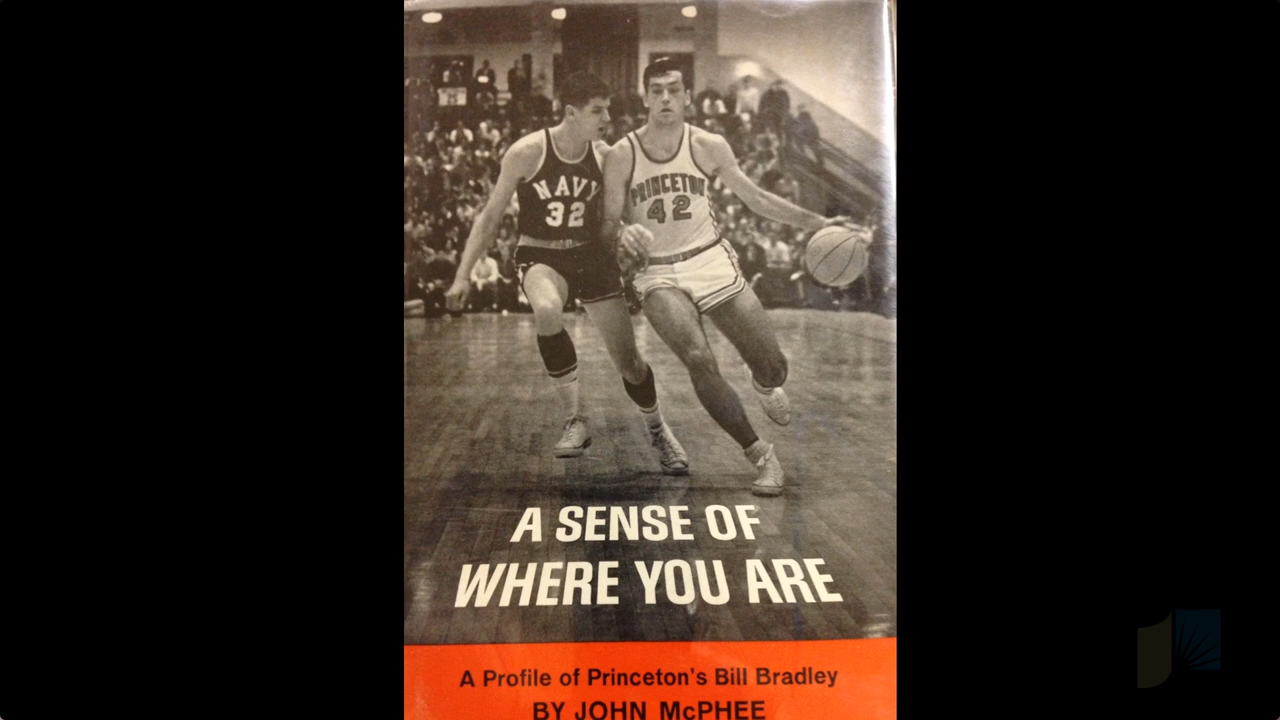 NAVY
32
PRINCETON
42
A SENSE OF
WHERE YOU ARE
A Profile of Princeton's Bill Bradley
BY JOHN McPHEE